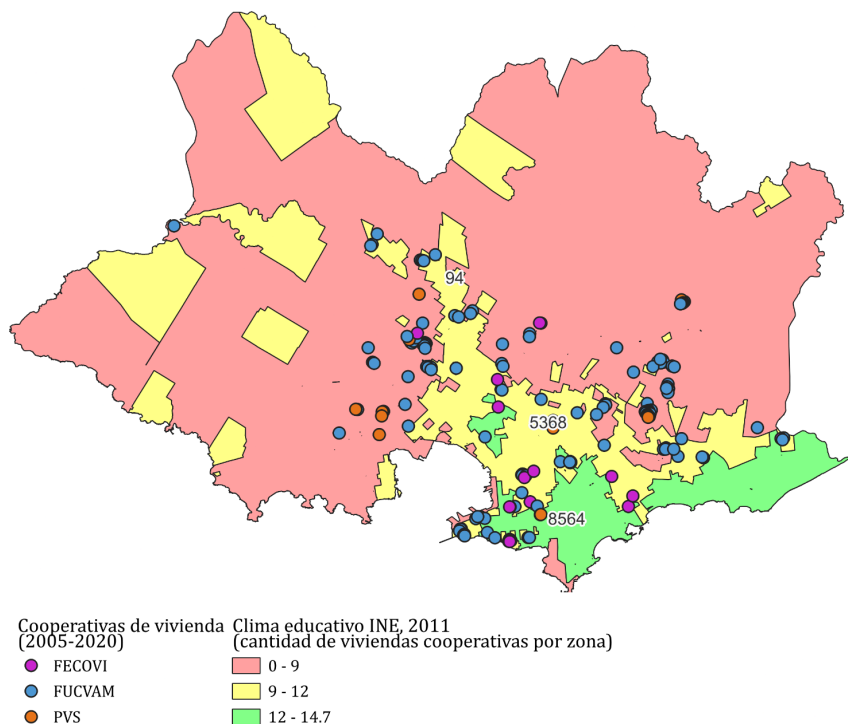 94
5368
8564
Cooperativas de vivienda
(2005-2020)
FECOVI
FUCVAM
PVS
Clima educativo INE, 2011
(cantidad de viviendas cooperativas por zona)
0 - 9
9 - 12
12 - 14.7